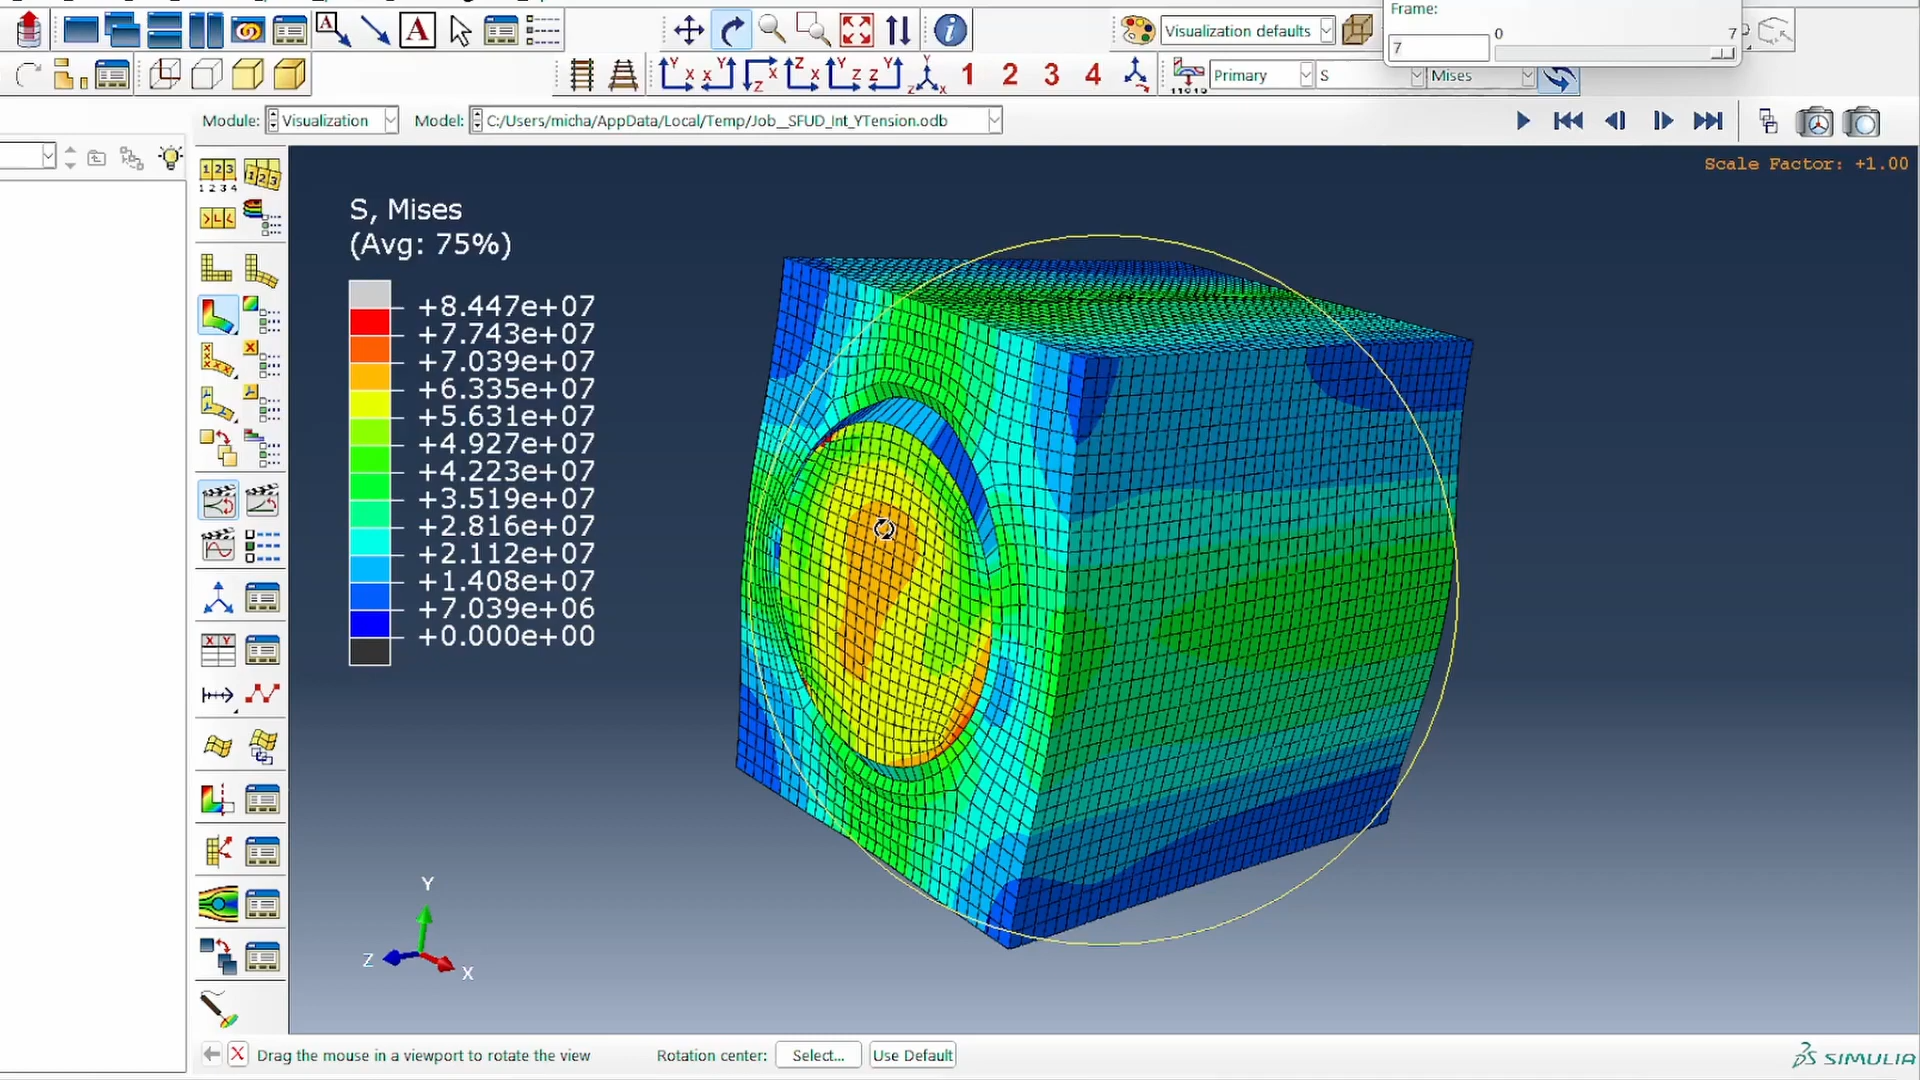 Frame:
7
0
7
A
A
Visualization defaults
1 2 3 4
Primary
S
Mises
Module:
Visualization
Model:
C:/Users/micha/AppData/Local/Temp/Job__SFUD_Int_YTension.odb
Scale Factor: +1.00
S, Mises
(Avg: 75%)
+8.447e+07
+7.743e+07
+7.039e+07
+6.335e+07
+5.631e+07
+4.927e+07
+4.223e+07
+3.519e+07
+2.816e+07
+2.112e+07
+1.408e+07
+7.039e+06
+0.000e+00
Y
Z
X
Drag the mouse in a viewport to rotate the view
Rotation center:
Select...
Use Default
SIMULIA